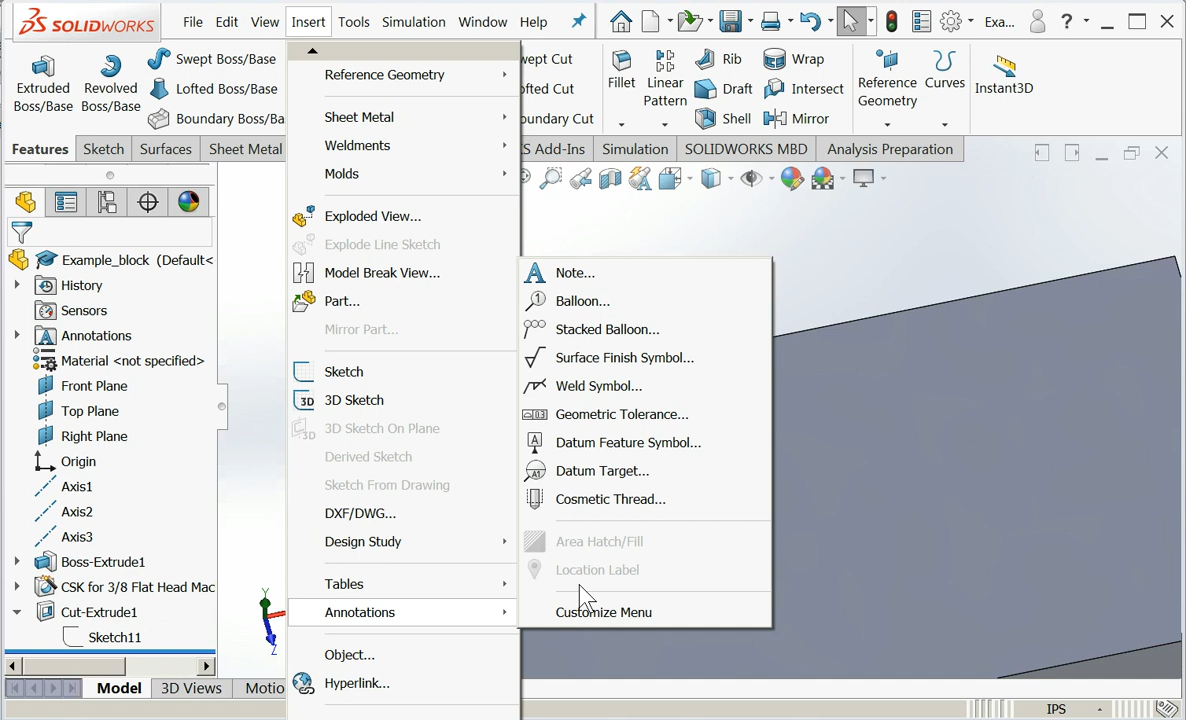 SOLIDWORKS
File Edit View Insert Tools Simulation Window Help
Exa...
?
Extruded Boss/Base
Revolved Boss/Base
Swept Boss/Base
Lofted Boss/Base
Boundary Boss/Ba
wept Cut
ofted Cut
undary Cut
Fillet
Linear Pattern
Rib
Draft
Shell
Wrap
Intersect
Mirror
Reference Geometry
Curves
Instant3D
Features Sketch Surfaces Sheet Metal
S Add-Ins Simulation SOLIDWORKS MBD Analysis Preparation
Example_block (Default<
History
Sensors
Annotations
Material <not specified>
Front Plane
Top Plane
Right Plane
Origin
Axis1
Axis2
Axis3
Boss-Extrude1
CSK for 3/8 Flat Head Mac
Cut-Extrude1
Sketch11
Model 3D Views Motio
Reference Geometry
Sheet Metal
Weldments
Molds
Exploded View...
Explode Line Sketch
Model Break View...
Part...
Mirror Part...
Sketch
3D Sketch
3D Sketch On Plane
Derived Sketch
Sketch From Drawing
DXF/DWG...
Design Study
Tables
Annotations
Object...
Hyperlink...
Note...
Balloon...
Stacked Balloon...
Surface Finish Symbol...
Weld Symbol...
Geometric Tolerance...
Datum Feature Symbol...
Datum Target...
Cosmetic Thread...
Area Hatch/Fill
Location Label
Customize Menu
Y
Z
IPS